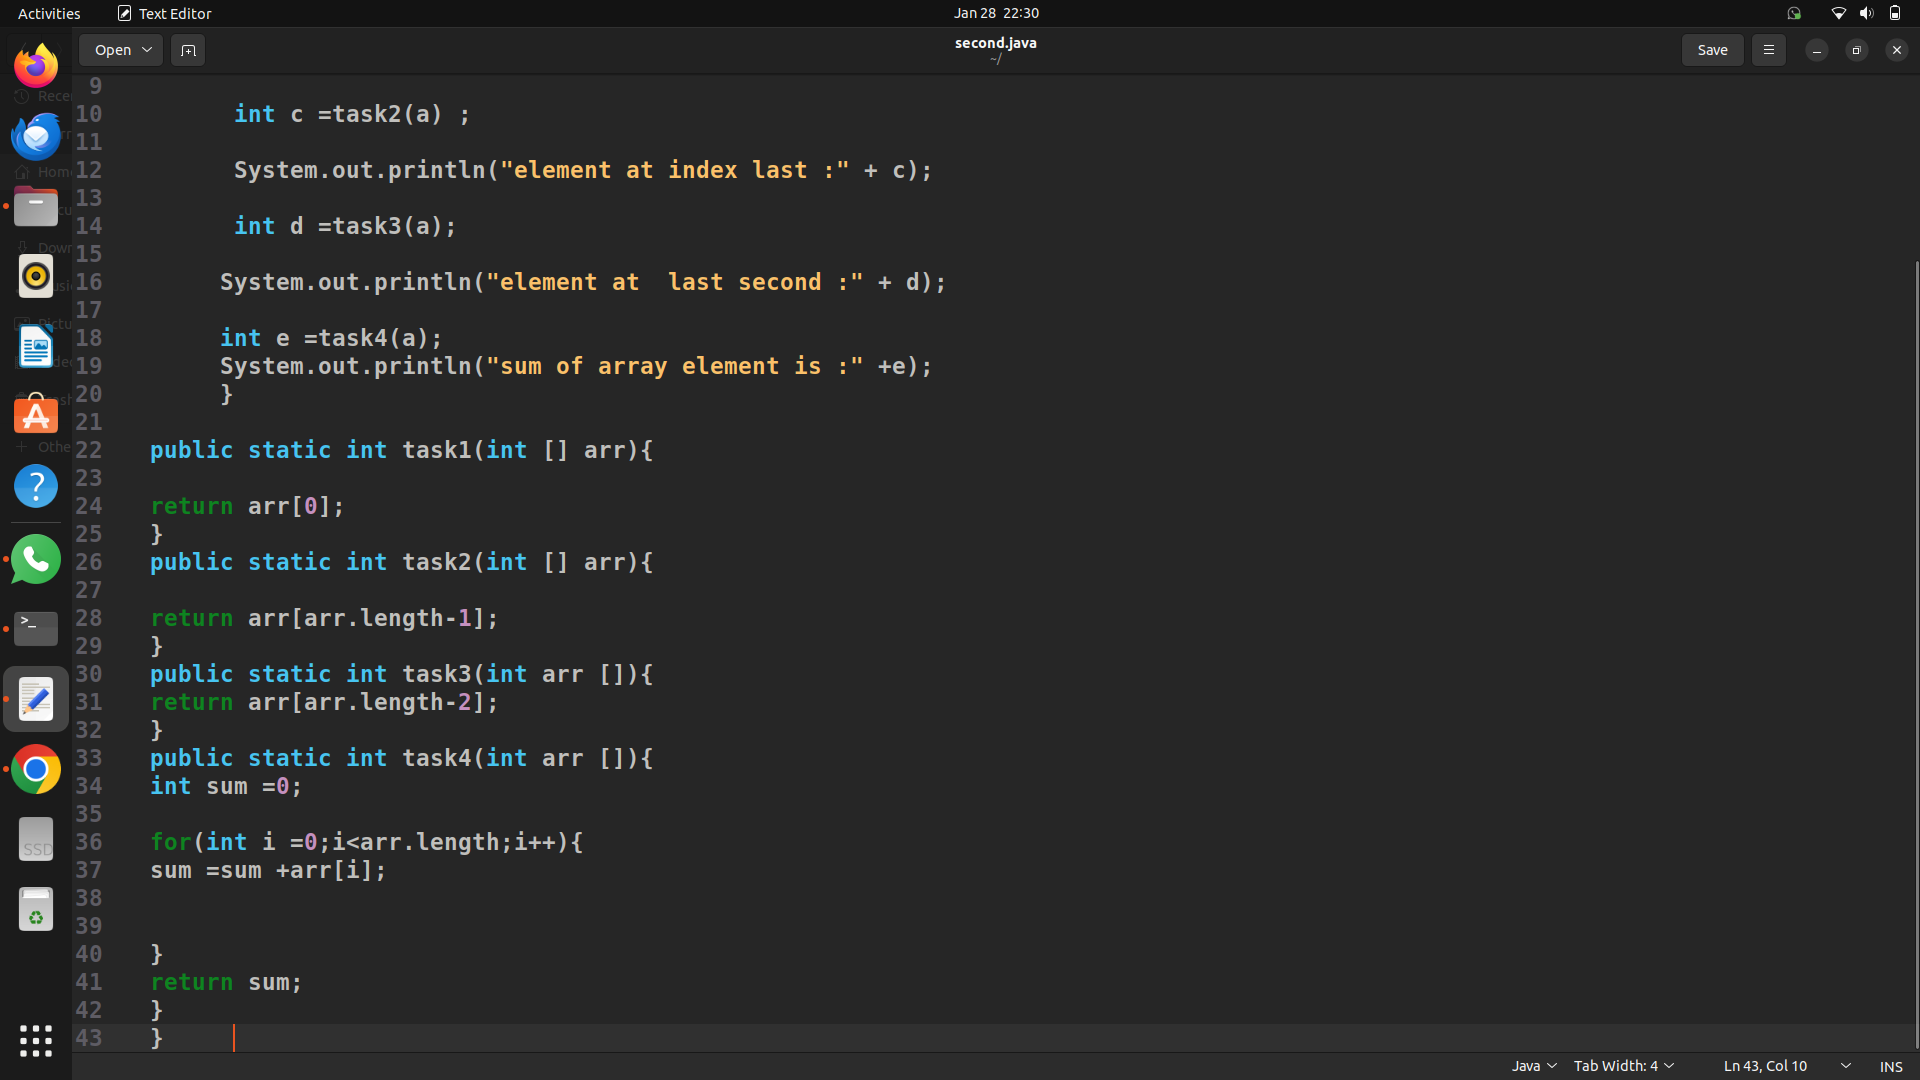 Activities Text Editor Jan 28 22:30
Open second.java Save
~/
9
Rece
10 int c =task2(a) ;
11
12 System.out.println("element at index last :" + c);
Home
13
14 int d =task3(a);
15
Down
16 System.out.println("element at  last second :" + d);
17
Pictu
18 int e =task4(a);
19 System.out.println("sum of array element is :" +e);
20 }
21
Othe
22 public static int task1(int [] arr){
23
24 return arr[0];
25 }
26 public static int task2(int [] arr){
27
28 return arr[arr.length-1];
29 }
30 public static int task3(int arr []){
31 return arr[arr.length-2];
32 }
33 public static int task4(int arr []){
34 int sum =0;
35
36 for(int i =0;i<arr.length;i++){
37 sum =sum +arr[i];
SSD
38
39
40 }
41 return sum;
42 }
43 }
Java Tab Width: 4 Ln 43, Col 10 INS